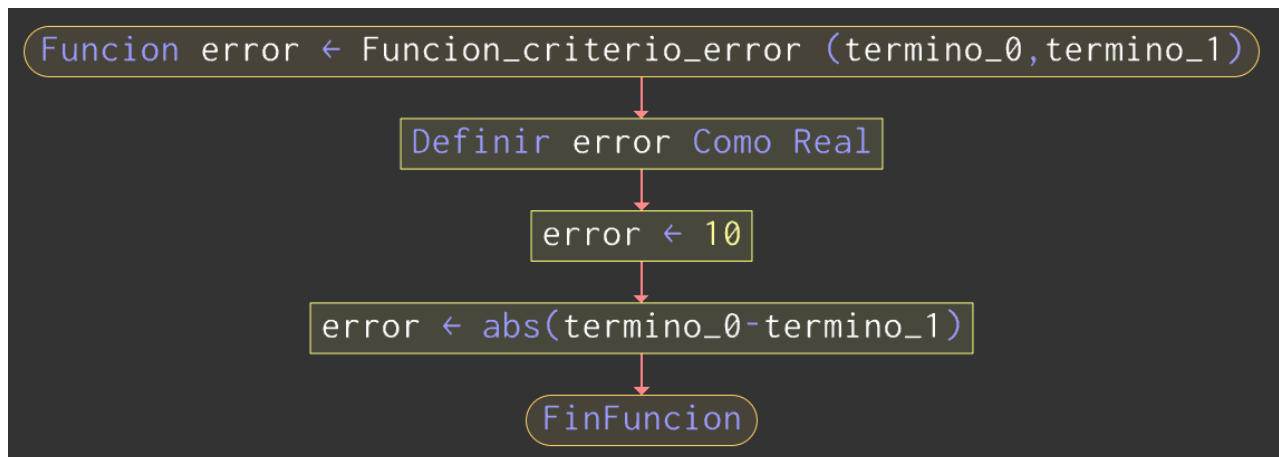 Funcion error ← Funcion_criterio_error (termino_0,termino_1)
Definir error Como Real
error ← 10
error ← abs(termino_0-termino_1)
FinFuncion